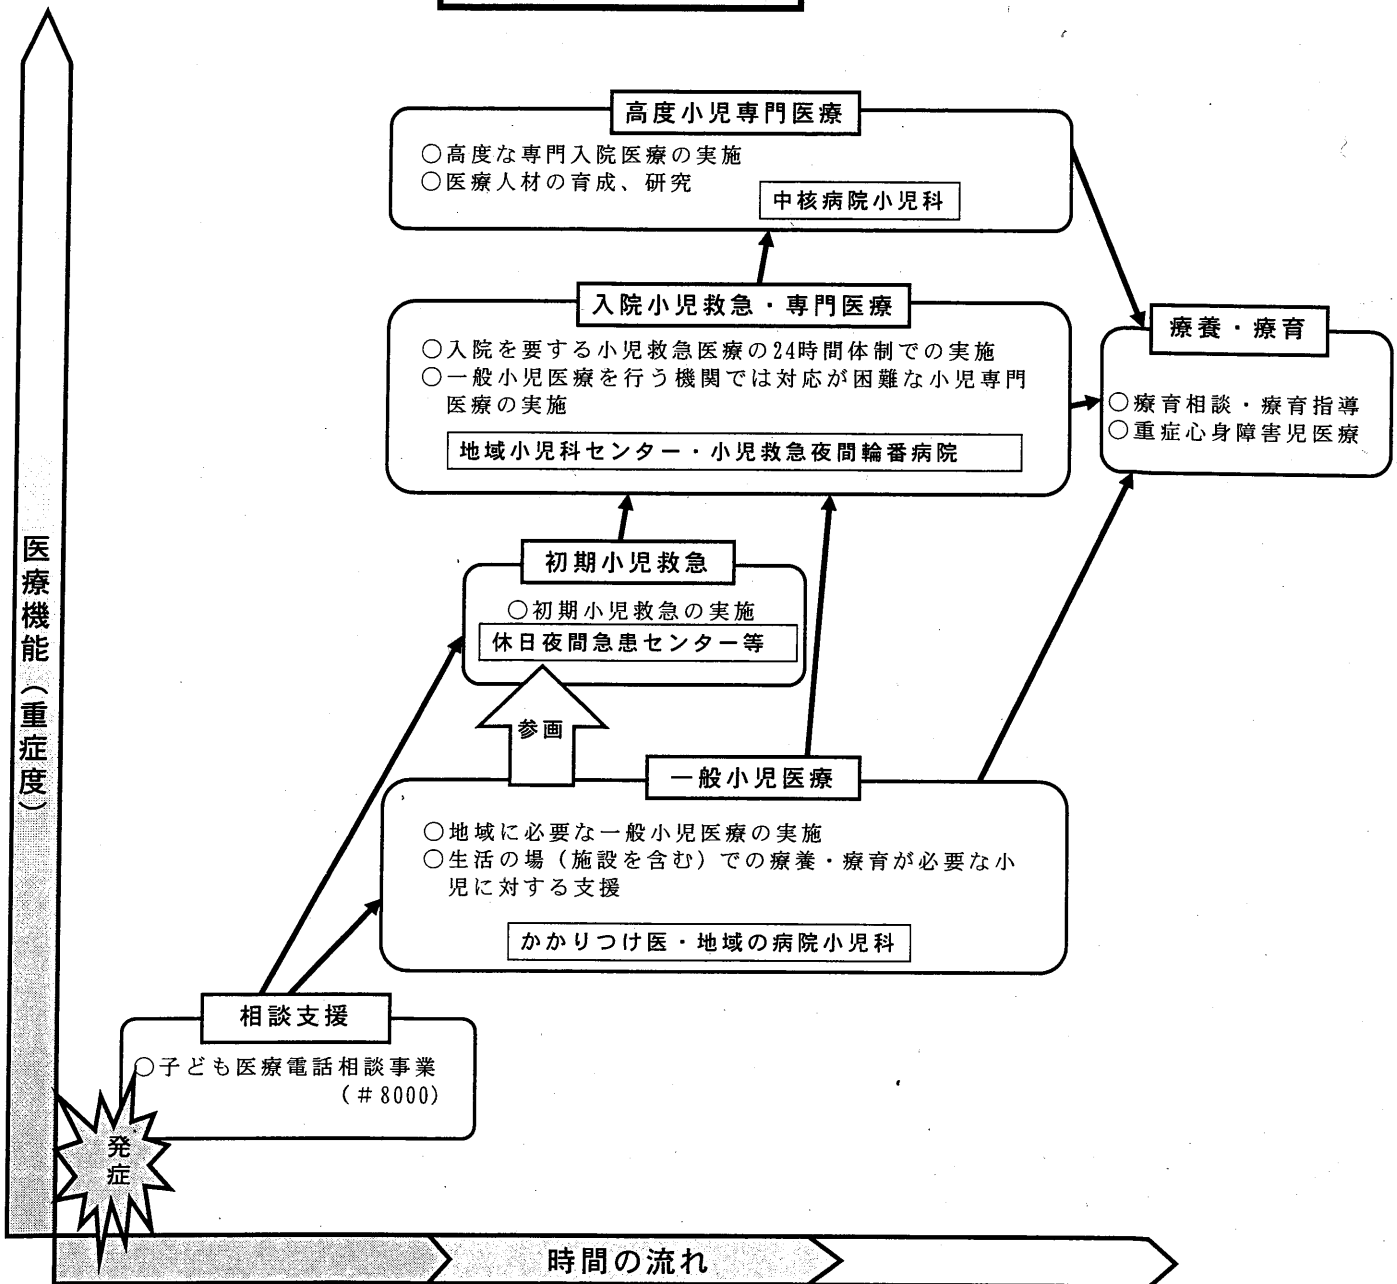 高度小児専門医療
○高度な専門入院医療の実施
○医療人材の育成、研究
中核病院小児科
入院小児救急・専門医療
○入院を要する小児救急医療の24時間体制での実施
○一般小児医療を行う機関では対応が困難な小児専門
医療の実施
地域小児科センター・小児救急夜間輪番病院
療養・療育
○療育相談・療育指導
○重症心身障害児医療
初期小児救急
○初期小児救急の実施
休日夜間急患センター等
参画
一般小児医療
○地域に必要な一般小児医療の実施
○生活の場（施設を含む）での療養・療育が必要な小
児に対する支援
かかりつけ医・地域の病院小児科
相談支援
○子ども医療電話相談事業
（＃8000）
発症
医療機能（重症度）
時間の流れ